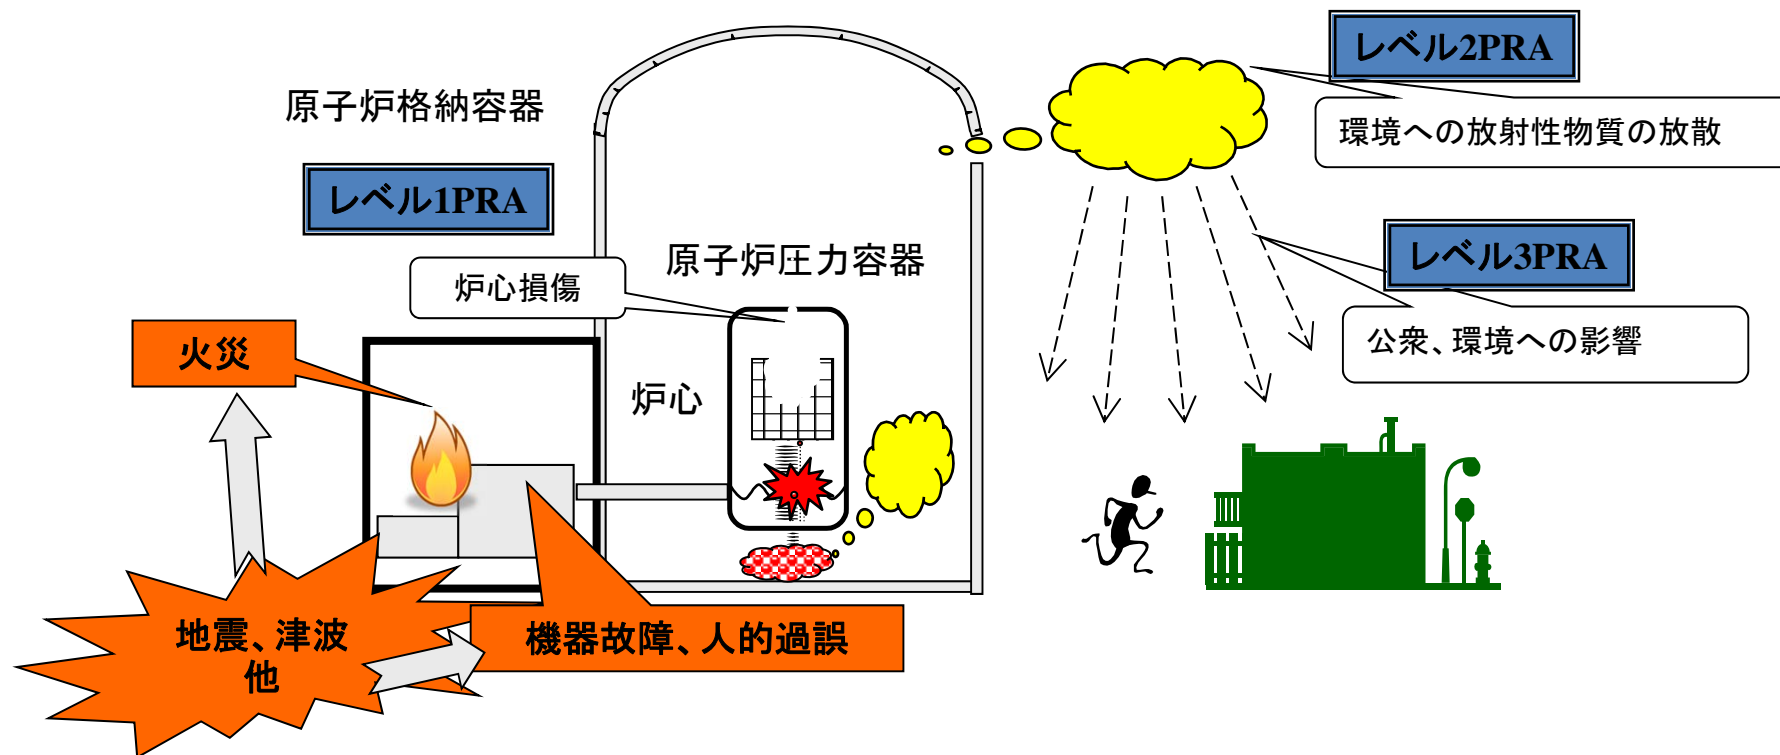 レベル2PRA
原子炉格納容器
環境への放射性物質の放散
レベル1PRA
レベル3PRA
原子炉圧力容器
炉心損傷
公衆、環境への影響
火災
炉心
地震、津波
他
機器故障、人的過誤